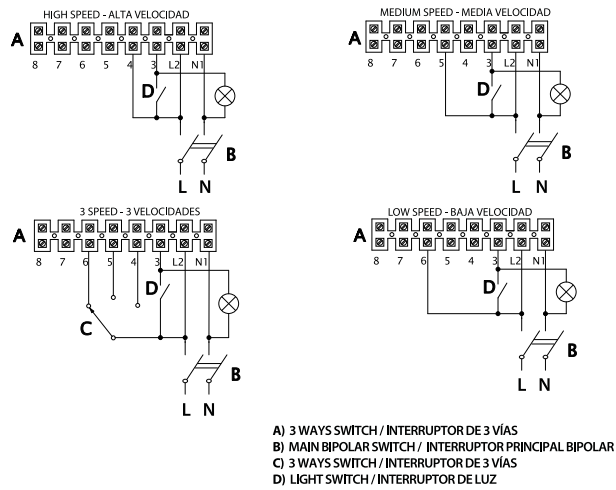 HIGH SPEED - ALTA VELOCIDAD
A
8 7 6 5 4 3 L2 N1
D
B
L N
MEDIUM SPEED - MEDIA VELOCIDAD
A
8 7 6 5 4 3 L2 N1
D
B
L N
3 SPEED - 3 VELOCIDADES
A
8 7 6 5 4 3 L2 N1
D
C
B
L N
LOW SPEED - BAJA VELOCIDAD
A
8 7 6 5 4 3 L2 N1
D
B
L N
A) 3 WAYS SWITCH / INTERRUPTOR DE 3 VÍAS
B) MAIN BIPOLAR SWITCH / INTERRUPTOR PRINCIPAL BIPOLAR
C) 3 WAYS SWITCH / INTERRUPTOR DE 3 VÍAS
D) LIGHT SWITCH / INTERRUPTOR DE LUZ